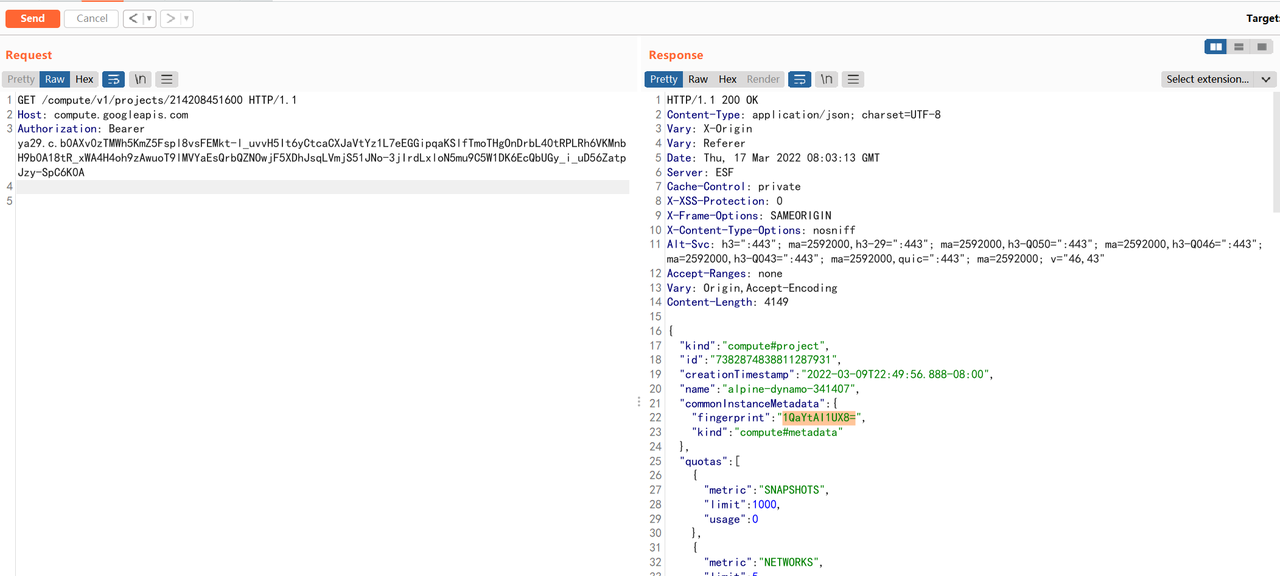 Send Cancel < ▾ > ▾ Target
Request
Pretty Raw Hex \n
1 GET /compute/v1/projects/214208451600 HTTP/1.1
2 Host: compute.googleapis.com
3 Authorization: Bearer
4
5
Response
Pretty Raw Hex Render \n Select extension...
1 HTTP/1.1 200 OK
2 Content-Type: application/json; charset=UTF-8
3 Vary: X-Origin
4 Vary: Referer
5 Date: Thu, 17 Mar 2022 08:03:13 GMT
6 Server: ESF
7 Cache-Control: private
8 X-XSS-Protection: 0
9 X-Frame-Options: SAMEORIGIN
10 X-Content-Type-Options: nosniff
11 Alt-Svc: h3=":443"; ma=2592000,h3-29=":443"; ma=2592000,h3-Q050=":443"; ma=2592000,h3-Q046=":443";
ma=2592000,h3-Q043=":443"; ma=2592000,quic=":443"; ma=2592000; v="46,43"
12 Accept-Ranges: none
13 Vary: Origin,Accept-Encoding
14 Content-Length: 4149
15
16 {
17 "kind":"compute#project",
18 "id":"7382874838811287931",
19 "creationTimestamp":"2022-03-09T22:49:56.888-08:00",
20 "name":"alpine-dynamo-341407",
21 "commonInstanceMetadata":{
22 "fingerprint":"1QaYtAl1UX8=",
23 "kind":"compute#metadata"
24 },
25 "quotas":[
26 {
27 "metric":"SNAPSHOTS",
28 "limit":1000,
29 "usage":0
30 },
31 {
32 "metric":"NETWORKS",